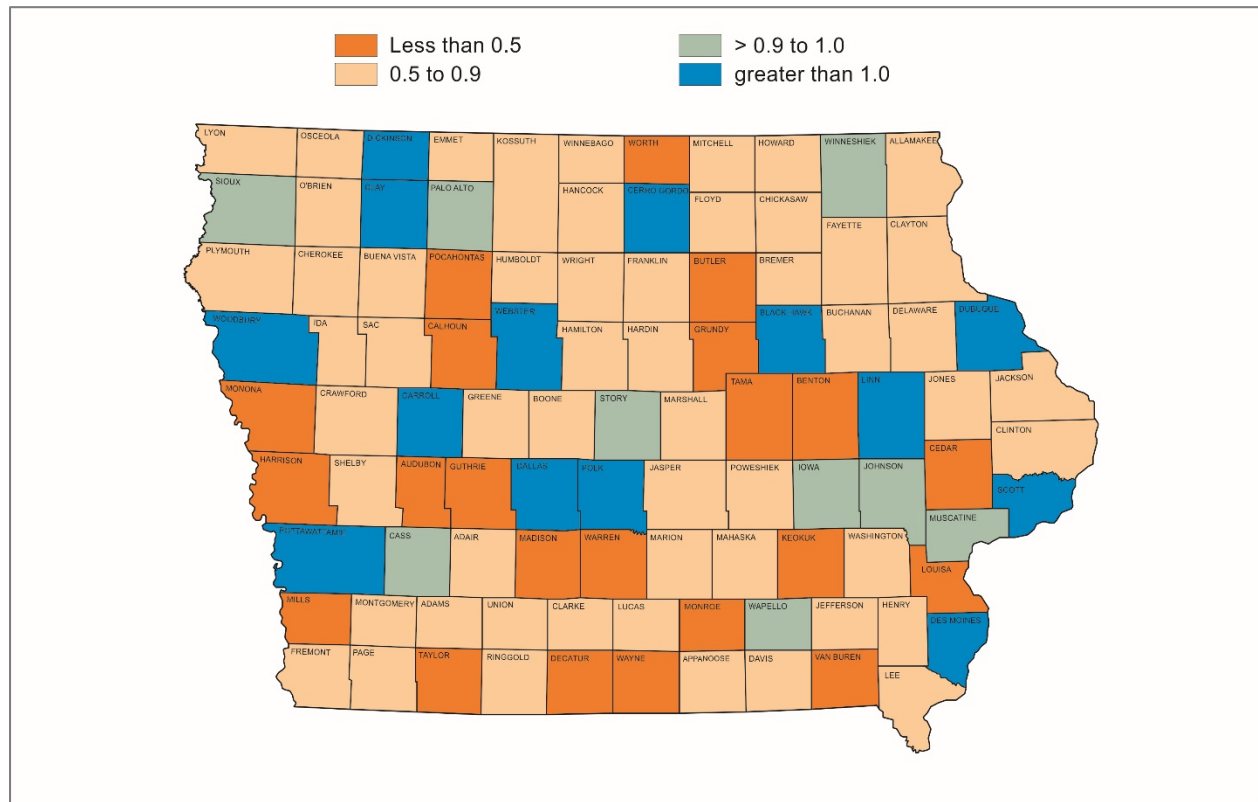 Less than 0.5
0.5 to 0.9
> 0.9 to 1.0
greater than 1.0
LYON
OSCEOLA
DICKINSON
EMMET
KOSSUTH
WINNEBAGO
WORTH
MITCHELL
HOWARD
WINNESHIEK
ALLAMAKEE
SIOUX
O'BRIEN
CLAY
PALO ALTO
HANCOCK
CERRO GORDO
FLOYD
CHICKASAW
FAYETTE
CLAYTON
PLYMOUTH
CHEROKEE
BUENA VISTA
POCAHONTAS
HUMBOLDT
WRIGHT
FRANKLIN
BUTLER
BREMER
WOODBURY
IDA
SAC
CALHOUN
WEBSTER
HAMILTON
HARDIN
GRUNDY
BLACK HAWK
BUCHANAN
DELAWARE
DUBUQUE
MONONA
CRAWFORD
CARROLL
GREENE
BOONE
STORY
MARSHALL
TAMA
BENTON
LINN
JONES
JACKSON
CLINTON
HARRISON
SHELBY
AUDUBON
GUTHRIE
DALLAS
POLK
JASPER
POWESHIEK
IOWA
JOHNSON
CEDAR
SCOTT
MUSCATINE
POTTAWATTAMIE
CASS
ADAIR
MADISON
WARREN
MARION
MAHASKA
KEOKUK
WASHINGTON
LOUISA
MILLS
MONTGOMERY
ADAMS
UNION
CLARKE
LUCAS
MONROE
WAPELLO
JEFFERSON
HENRY
DES MOINES
FREMONT
PAGE
TAYLOR
RINGGOLD
DECATUR
WAYNE
APPANOOSE
DAVIS
VAN BUREN
LEE